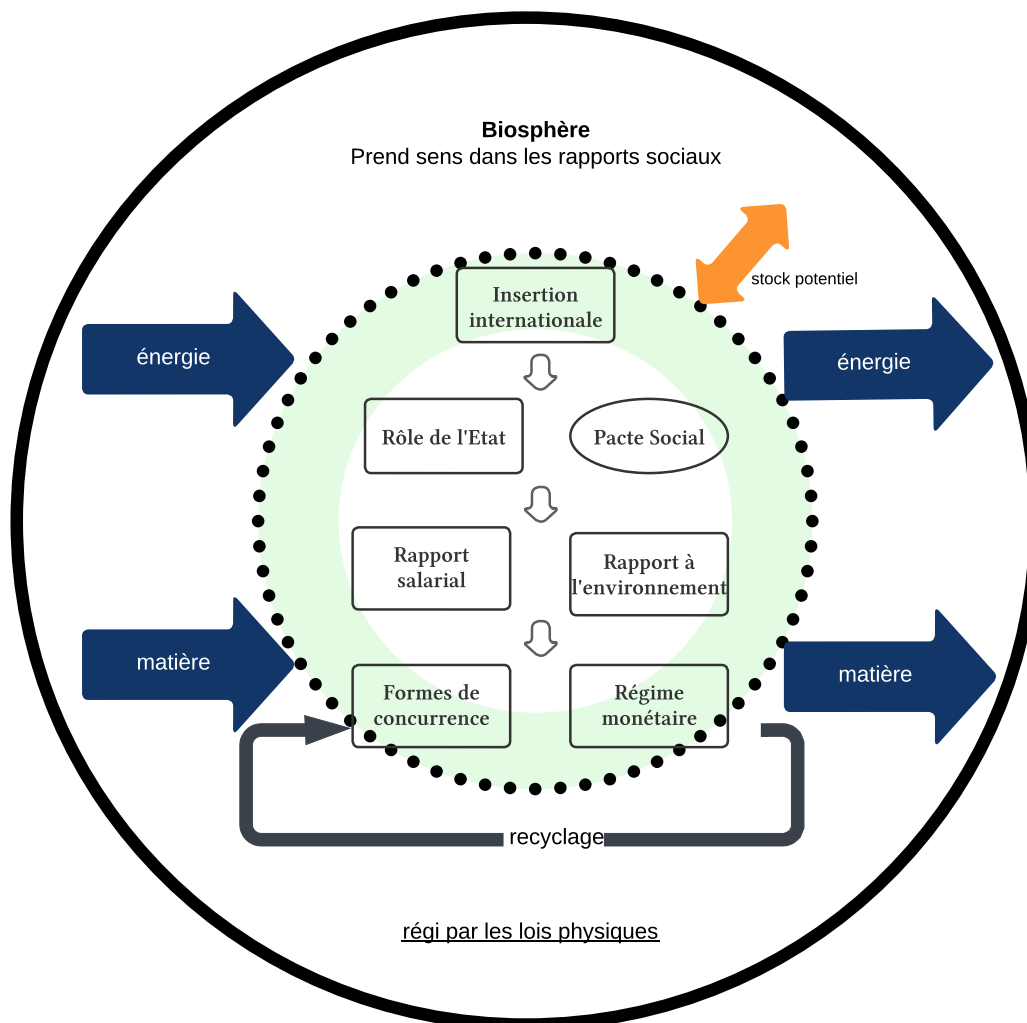 Biosphère
Prend sens dans les rapports sociaux
stock potentiel
Insertion
internationale
énergie
énergie
Rôle de l'Etat
Pacte Social
Rapport
salarial
Rapport à
l'environnement
matière
matière
Formes de
concurrence
Régime
monétaire
recyclage
régi par les lois physiques